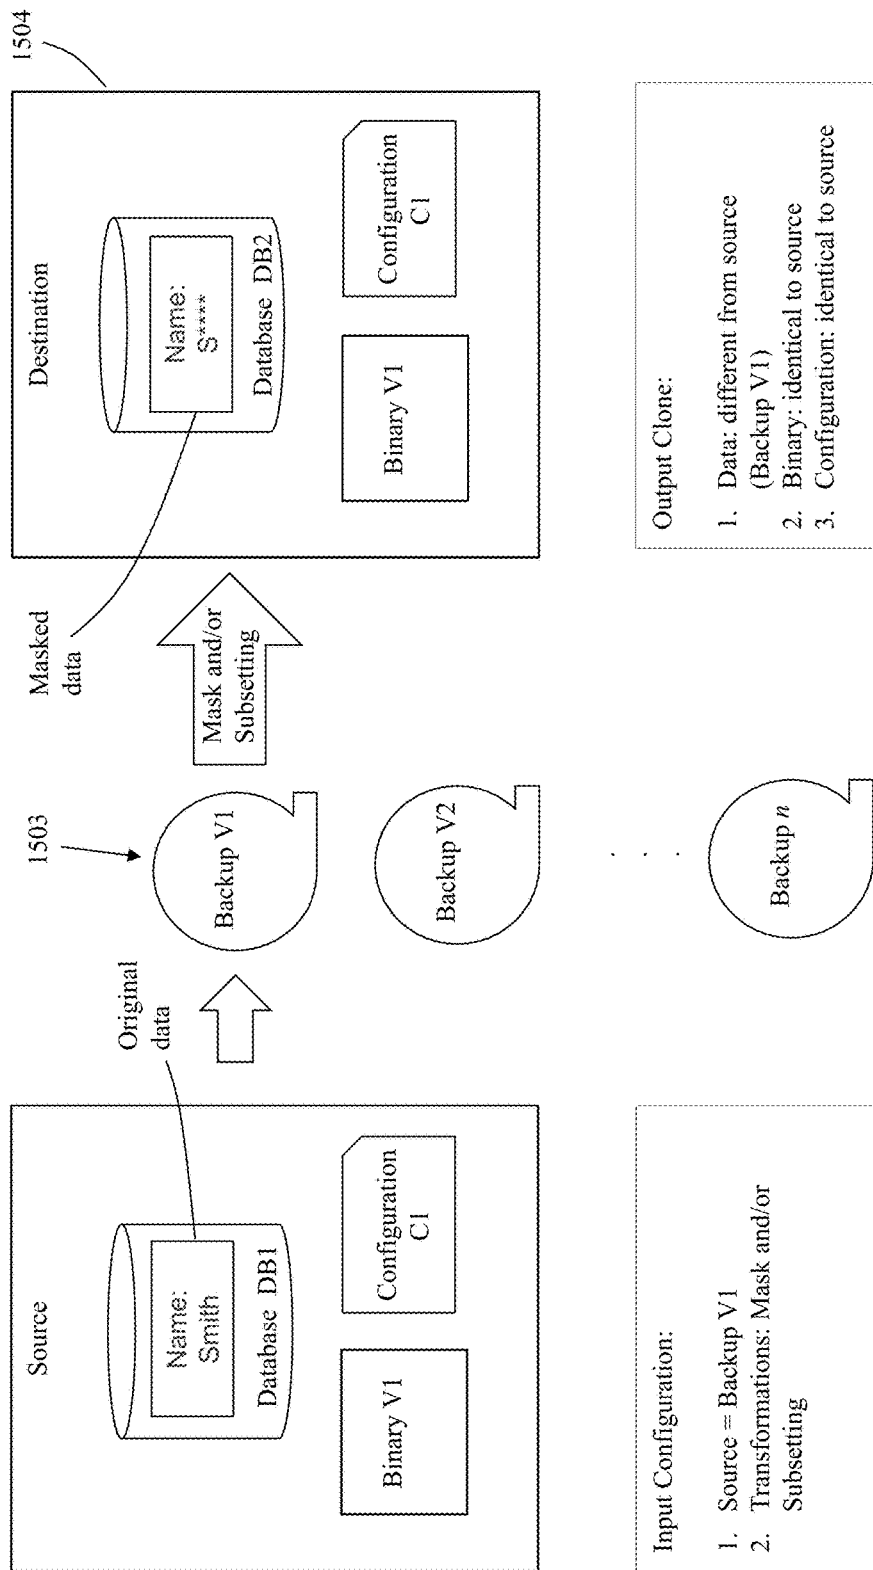 Source
Name:
Smith
Database DB1
Binary V1
Configuration
C1
Original
data
1503
Backup V1
Backup V2
. . .
Backup n
Mask and/or
Subsetting
Masked
data
Destination
1504
Name:
S****
Database DB2
Binary V1
Configuration
C1
Input Configuration:
1. Source = Backup V1
2. Transformations: Mask and/or
Subsetting
Output Clone:
1. Data: different from source
(Backup V1)
2. Binary: identical to source
3. Configuration: identical to source